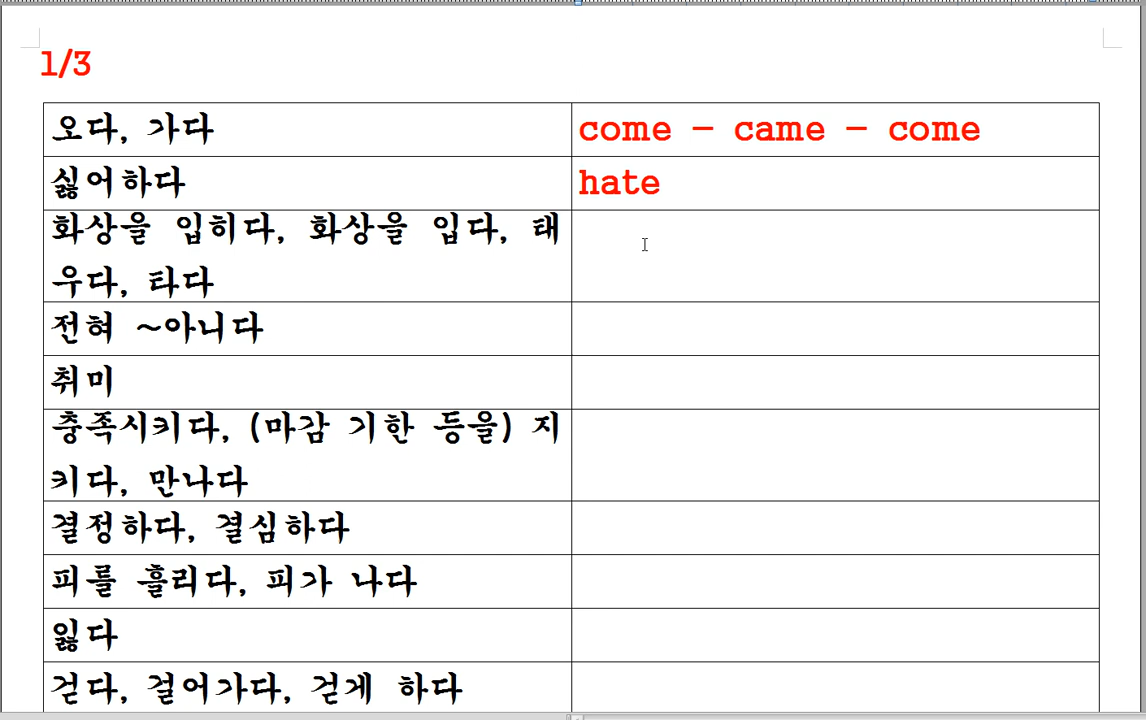 1/3
오다, 가다
come - came - come
싫어하다
hate
화상을 입히다, 화상을 입다, 태
우다, 타다
전혀 ~아니다
취미
충족시키다, (마감 기한 등을) 지
키다, 만나다
결정하다, 결심하다
피를 흘리다, 피가 나다
잃다
걷다, 걸어가다, 걷게 하다